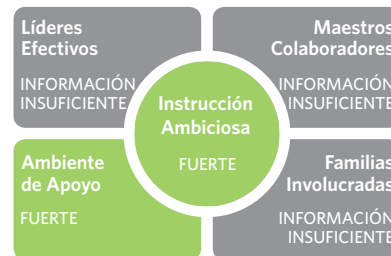 Líderes
Efectivos
INFORMACIÓN
INSUFICIENTE
Maestros
Colaboradores
INFORMACIÓN
INSUFICIENTE
Instrucción
Ambiciosa
FUERTE
Ambiente
de Apoyo
FUERTE
Familias
Involucradas
INFORMACIÓN
INSUFICIENTE